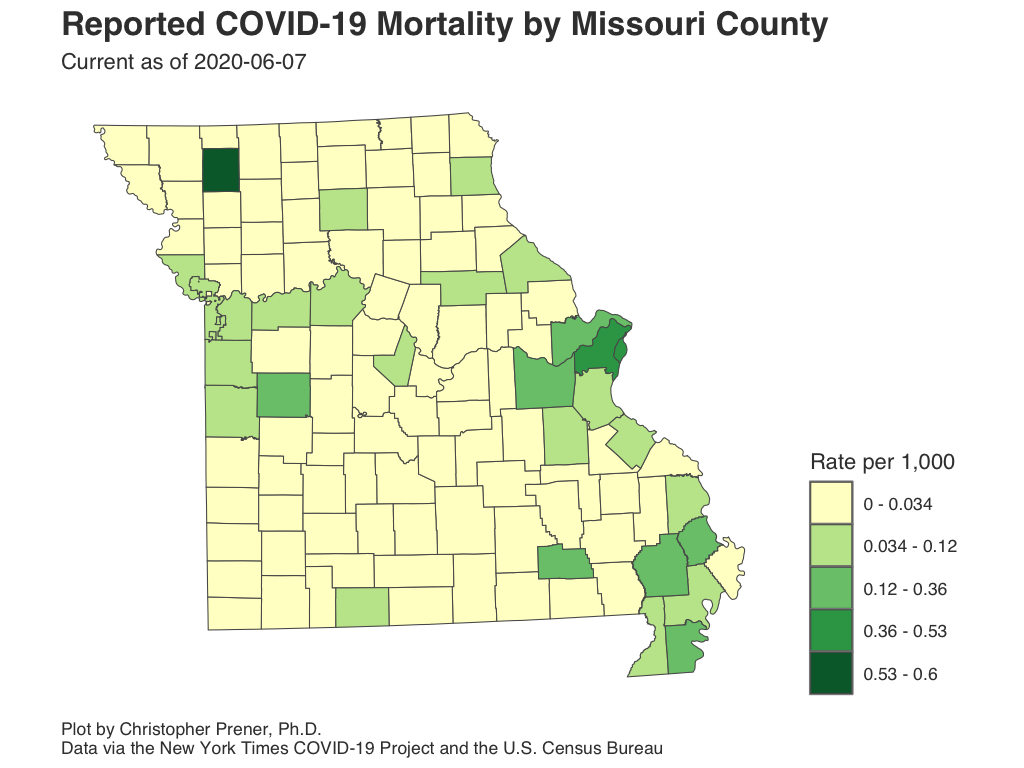 Reported COVID-19 Mortality by Missouri County
Current as of 2020-06-07
Rate per 1,000
0 - 0.034
0.034 - 0.12
0.12 - 0.36
0.36 - 0.53
0.53 - 0.6
Plot by Christopher Prener, Ph.D.
Data via the New York Times COVID-19 Project and the U.S. Census Bureau